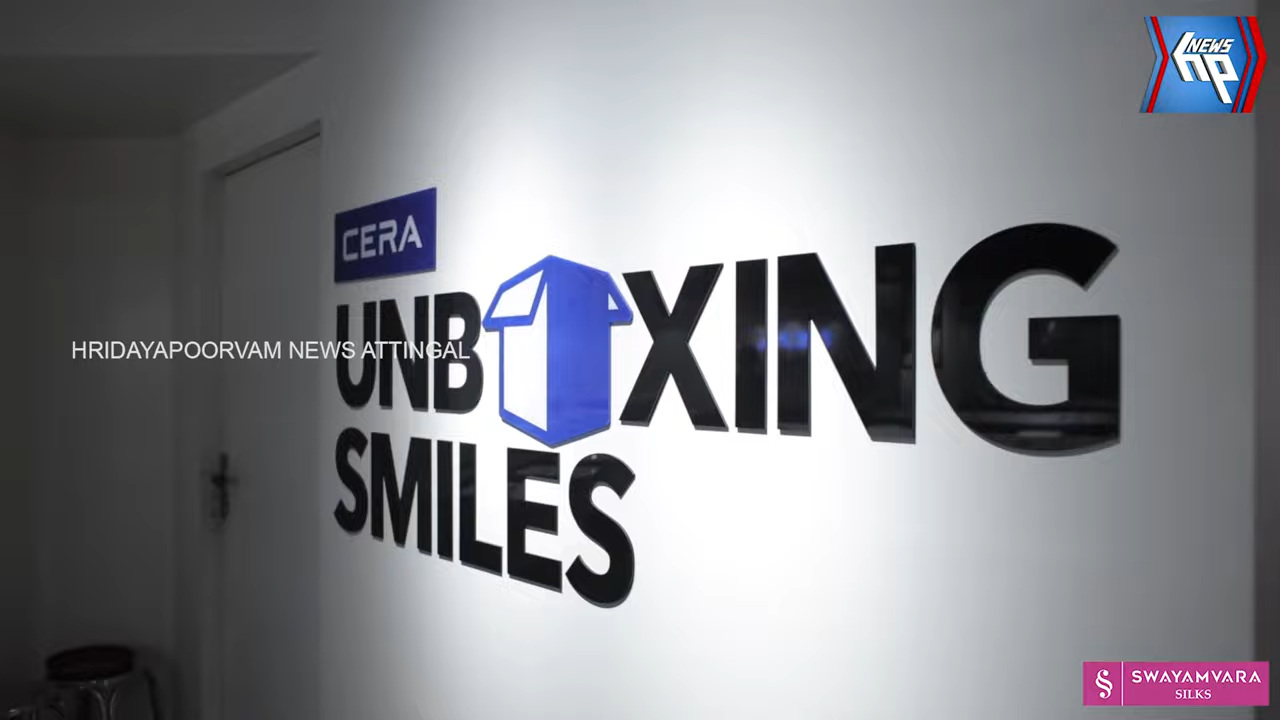 NEWS
hp
CERA
UNBOXING
HRIDAYAPOORVAM NEWS ATTINGAL
SMILES
SWAYAMVARA
SILKS